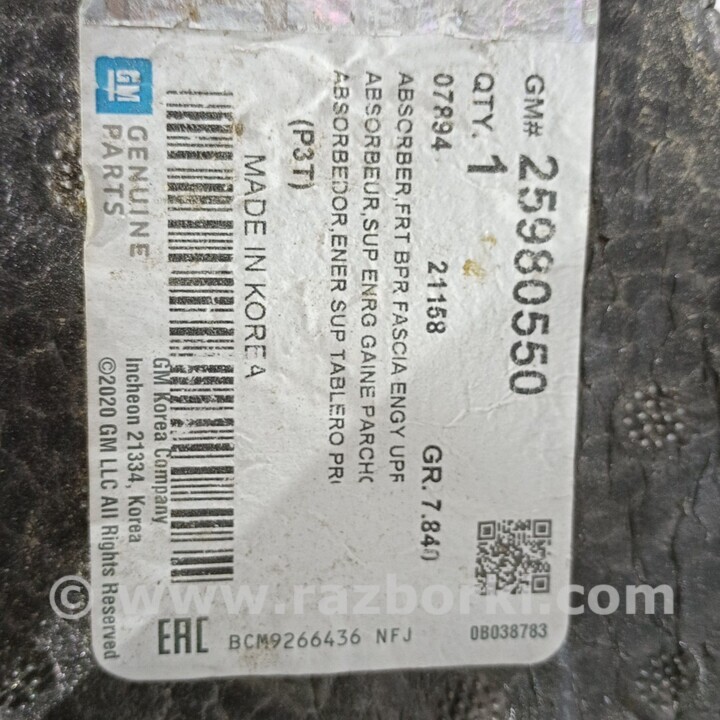 GM# 25980550
QTY. 1
07894 21158 GR. 7.840
ABSORBER,FRT BPR FASCIA ENGY UPF
ABSORBEUR,SUP ENRG GAINE PARCHC
ABSORBEDOR,ENER SUP TABLERO PRI
(P3T)
MADE IN KOREA
GM
GENUINE
PARTS
GM Korea Company
Incheon 21334, Korea
©2020 GM LLC All Rights Reserved
EAC BCM9266436 NFJ 0B038783
© www.razborki.com